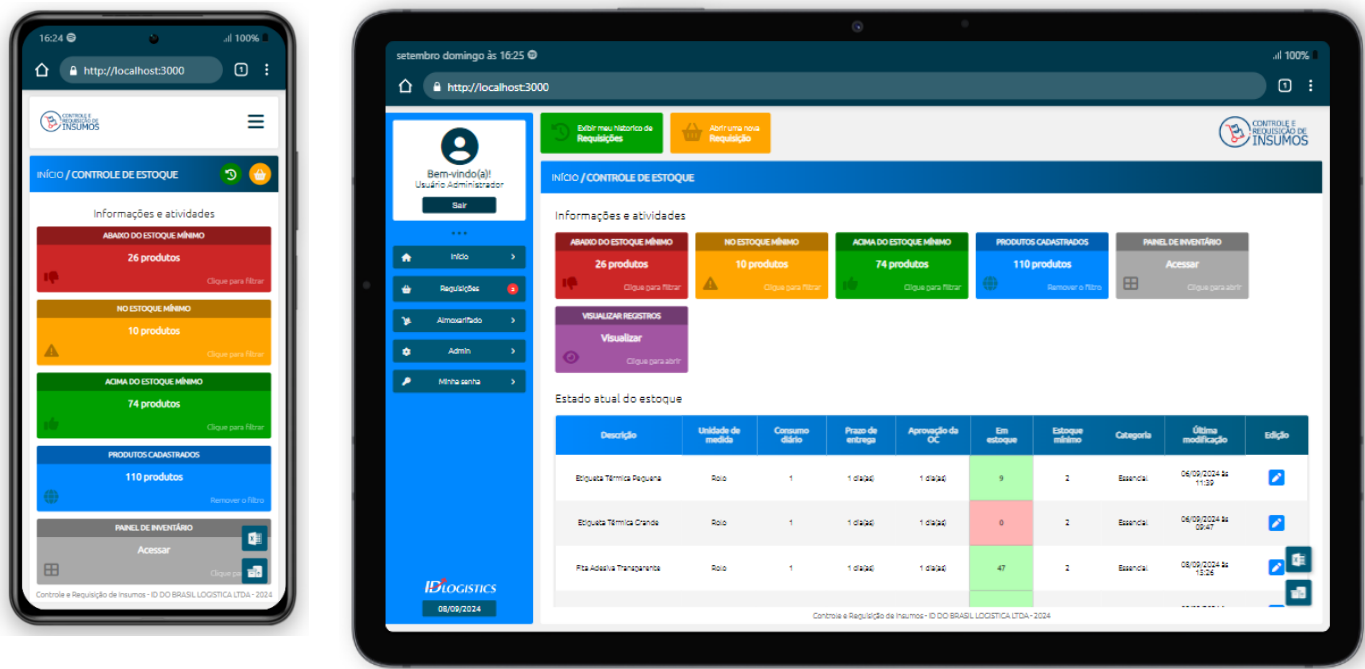 16:24
100%
http://localhost:3000
1
CONTROLE E
REQUISIÇÃO DE
INSUMOS
INÍCIO / CONTROLE DE ESTOQUE
Informações e atividades
ABAIXO DO ESTOQUE MÍNIMO
26 produtos
Clique para filtrar
NO ESTOQUE MÍNIMO
10 produtos
Clique para filtrar
ACIMA DO ESTOQUE MÍNIMO
74 produtos
Clique para filtrar
PRODUTOS CADASTRADOS
110 produtos
Remover o filtro
PAINEL DE INVENTÁRIO
Acessar
Clique
Controle e Requisição de Insumos - ID DO BRASIL LOGISTICA LTDA - 2024
setembro domingo às 16:25
100%
http://localhost:3000
1
Bem-vindo(a)!
Usuário Administrador
Sair
Início
Requisições
2
Almoxarifado
Admin
Minha senha
ID LOGISTICS
08/09/2024
Exibir meu historico de
Requisições
Abrir uma nova
Requisição
CONTROLE E
REQUISIÇÃO DE
INSUMOS
INÍCIO / CONTROLE DE ESTOQUE
Informações e atividades
ABAIXO DO ESTOQUE MÍNIMO
26 produtos
Clique para filtrar
NO ESTOQUE MÍNIMO
10 produtos
Clique para filtrar
ACIMA DO ESTOQUE MÍNIMO
74 produtos
Clique para filtrar
PRODUTOS CADASTRADOS
110 produtos
Remover o filtro
PAINEL DE INVENTÁRIO
Acessar
Clique para abrir
VISUALIZAR REGISTROS
Visualizar
Clique para abrir
Estado atual do estoque
Descrição Unidade de medida Consumo diário Prazo de entrega Aprovação da OC Em estoque Estoque mínimo Categoria Última modificação Edição
Etiqueta Térmica Pequena Rolo 1 1 dia(as) 1 dia(as) 9 2 Essencial 06/09/2024 às 11:39
Etiqueta Térmica Grande Rolo 1 1 dia(as) 1 dia(as) 0 2 Essencial 06/09/2024 às 09:47
Fita Adesiva Transparente Rolo 1 1 dia(as) 1 dia(as) 47 2 Essencial 08/09/2024 às 13:26
Controle e Requisição de Insumos - ID DO BRASIL LOGISTICA LTDA - 2024